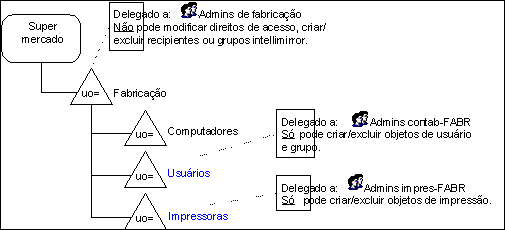 Super
mercado
Delegado a: Admins de fabricação
Não pode modificar direitos de acesso, criar/
excluir recipientes ou grupos intellimirror.
uo= Fabricação
uo= Computadores
Delegado a: Admins contab-FABR
Só pode criar/excluir objetos de usuário
e grupo.
uo= Usuários
Delegado a: Admins impres-FABR
Só pode criar/excluir objetos de impressão.
uo= Impressoras